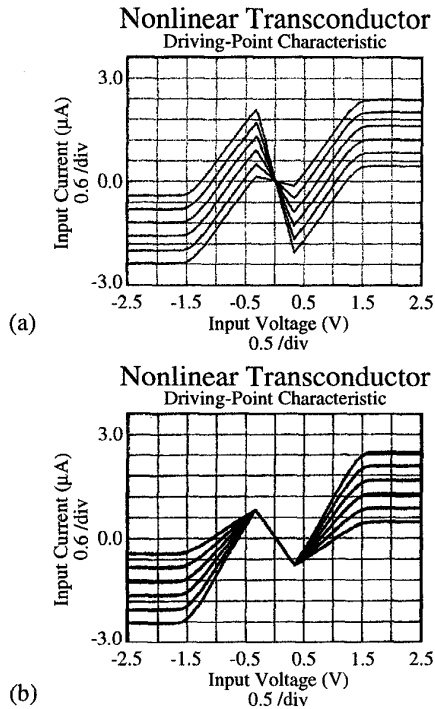 Nonlinear Transconductor
Driving-Point Characteristic
3.0
0.0
-3.0
Input Current (µA)
0.6 /div
-2.5 -1.5 -0.5 0.5 1.5 2.5
Input Voltage (V)
0.5 /div
(a)
Nonlinear Transconductor
Driving-Point Characteristic
3.0
0.0
-3.0
Input Current (µA)
0.6 /div
-2.5 -1.5 -0.5 0.5 1.5 2.5
Input Voltage (V)
0.5 /div
(b)